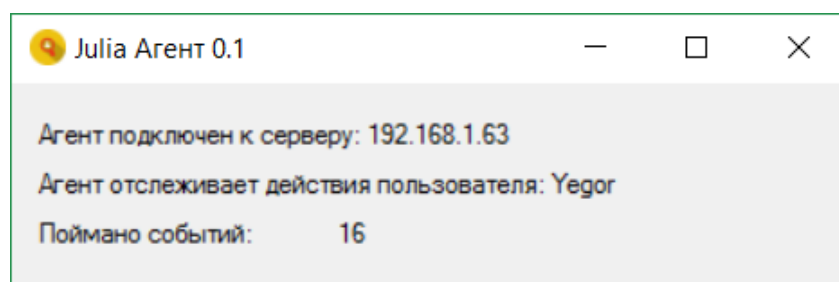 Julia Агент 0.1
Агент подключен к серверу: 192.168.1.63
Агент отслеживает действия пользователя: Yegor
Поймано событий: 16